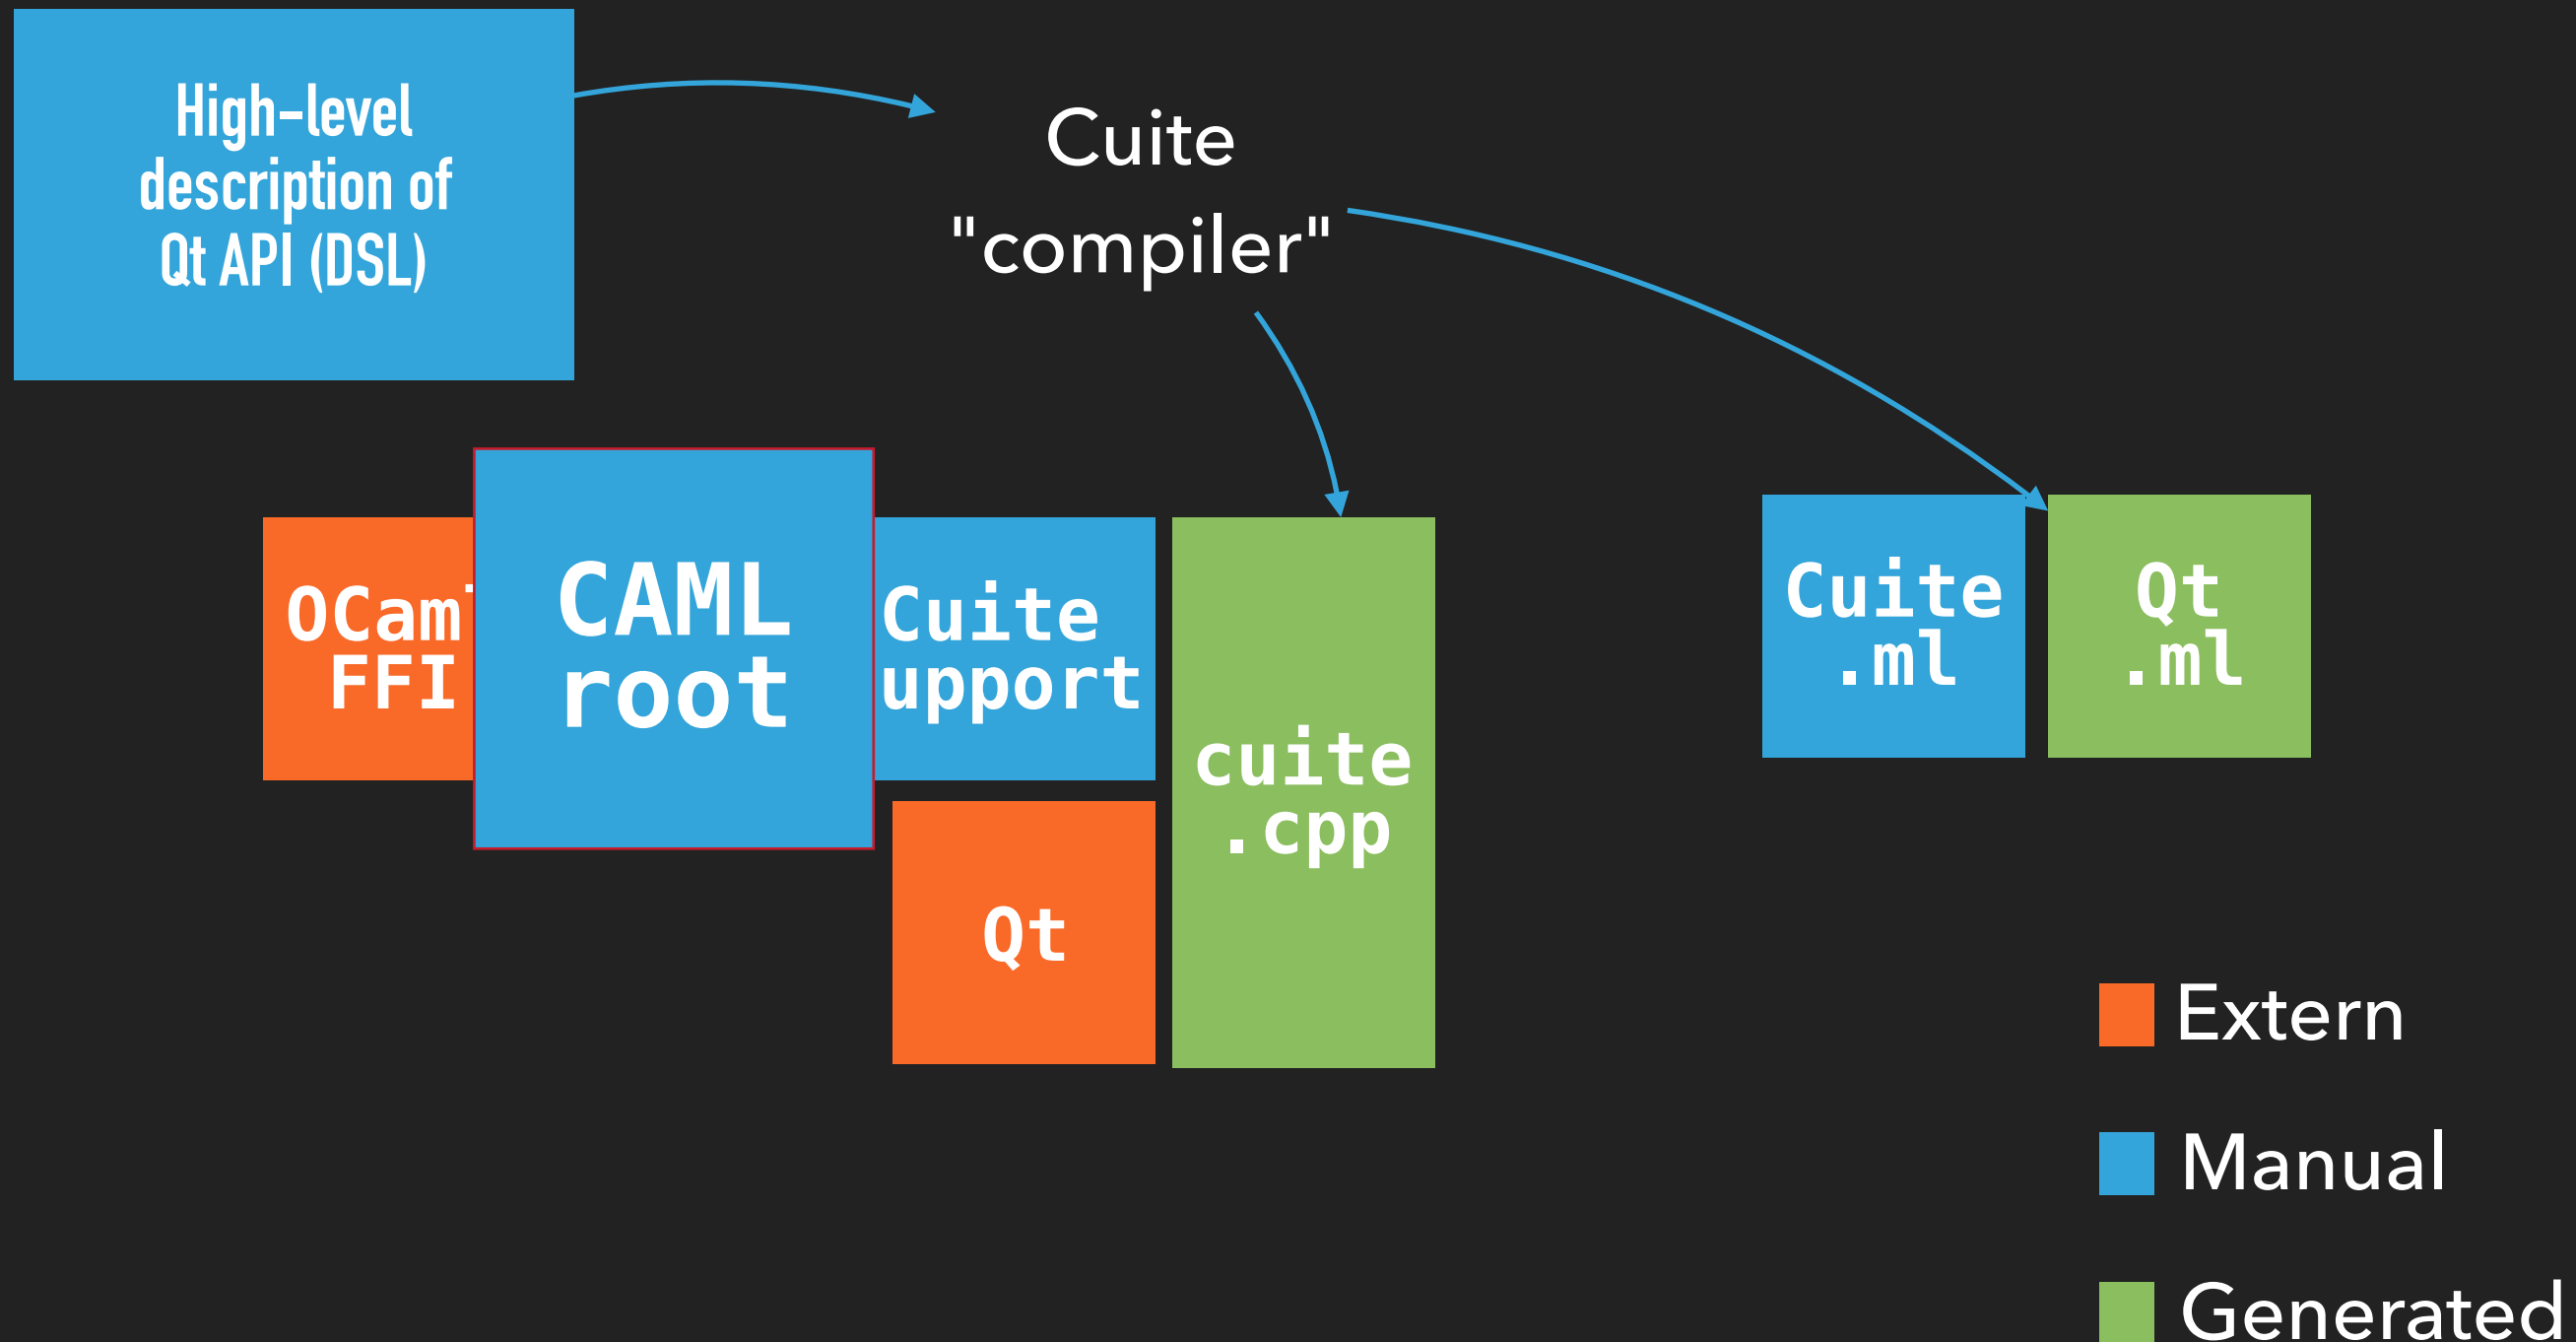 High-level
description of
Qt API (DSL)
Cuite
"compiler"
OCaml
FFI
CAML
root
Cuite
upport
cuite
.cpp
Qt
Cuite
.ml
Qt
.ml
Extern
Manual
Generated